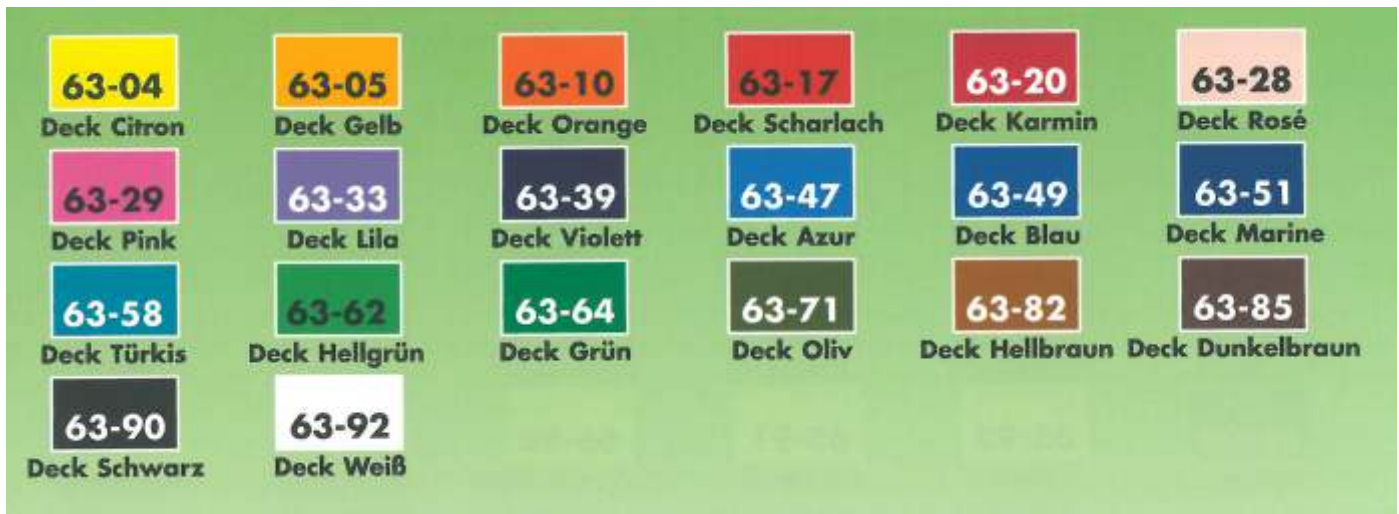 63-04 63-05 63-10 63-17 63-20 63-28
Deck Citron Deck Gelb Deck Orange Deck Scharlach Deck Karmin Deck Rosé
63-29 63-33 63-39 63-47 63-49 63-51
Deck Pink Deck Lila Deck Violett Deck Azur Deck Blau Deck Marine
63-58 63-62 63-64 63-71 63-82 63-85
Deck Türkis Deck Hellgrün Deck Grün Deck Oliv Deck Hellbraun Deck Dunkelbraun
63-90 63-92
Deck Schwarz Deck Weiß